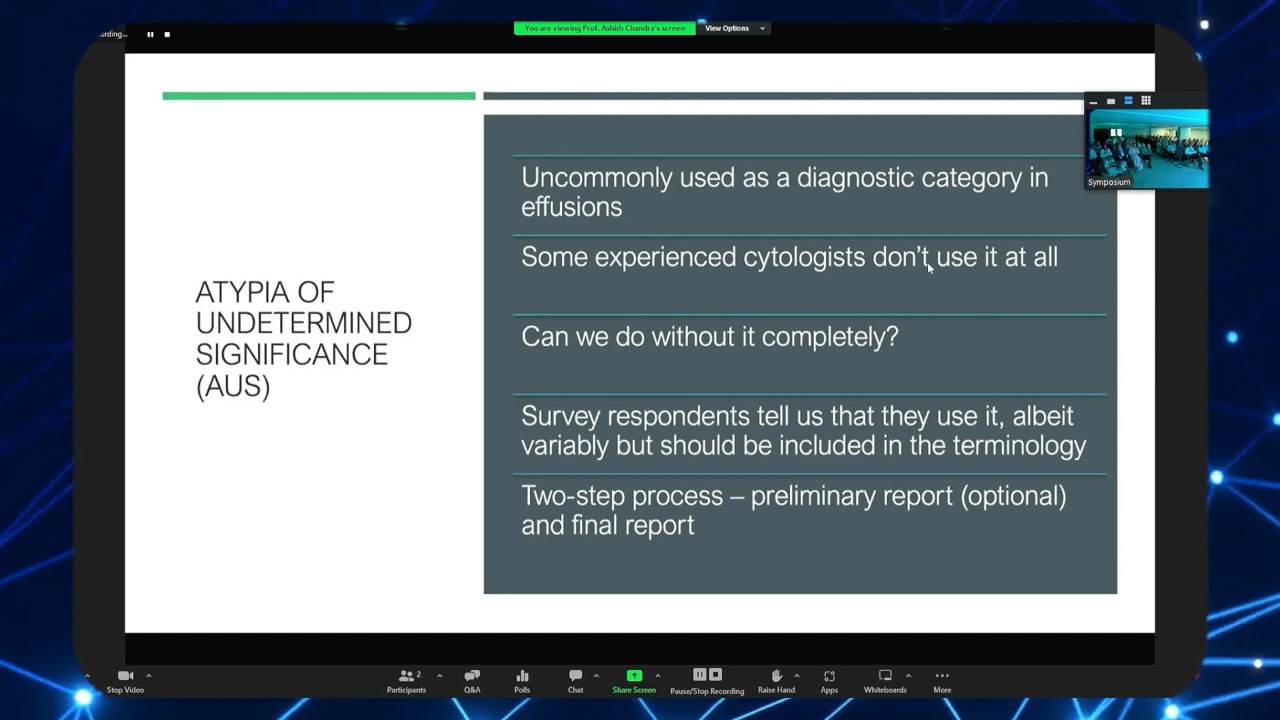 ording...
You are viewing Prof. Ashish Chandra's screen
View Options
Symposium
ATYPIA OF
UNDETERMINED
SIGNIFICANCE
(AUS)
Uncommonly used as a diagnostic category in
effusions
Some experienced cytologists don't use it at all
Can we do without it completely?
Survey respondents tell us that they use it, albeit
variably but should be included in the terminology
Two-step process – preliminary report (optional)
and final report
Stop Video
Participants
2
Q&A
Polls
Chat
Share Screen
Pause/Stop Recording
Raise Hand
Apps
Whiteboards
More